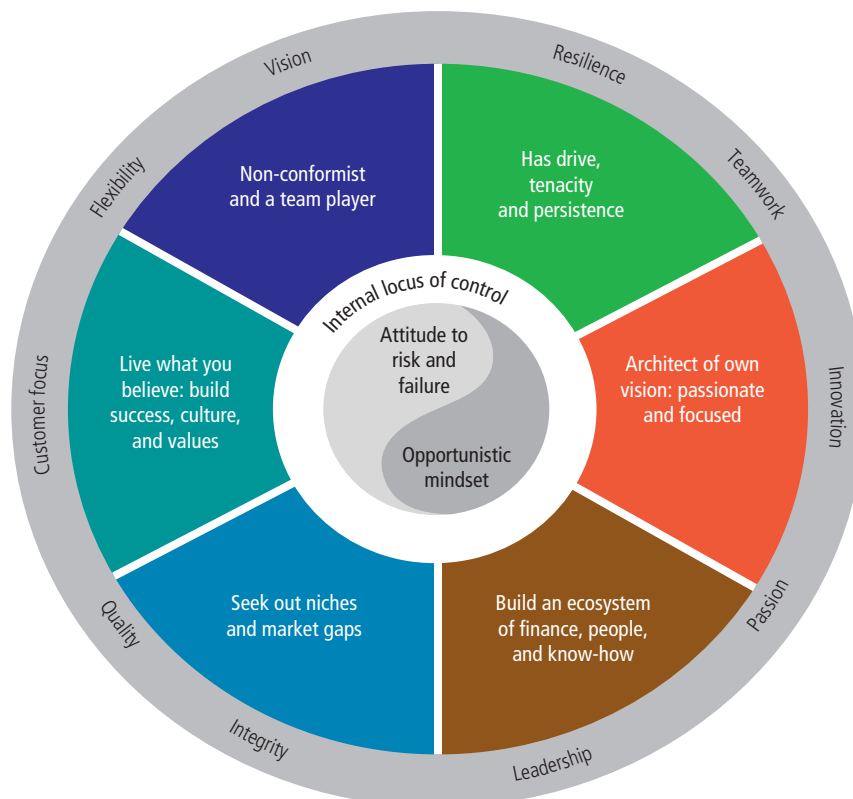 Vision
Resilience
Teamwork
Innovation
Passion
Leadership
Integrity
Quality
Customer focus
Flexibility
Non-conformist
and a team player
Has drive,
tenacity
and persistence
Architect of own
vision: passionate
and focused
Build an ecosystem
of finance, people,
and know-how
Seek out niches
and market gaps
Live what you
believe: build
success, culture,
and values
Internal locus of control
Attitude to
risk and
failure
Opportunistic
mindset